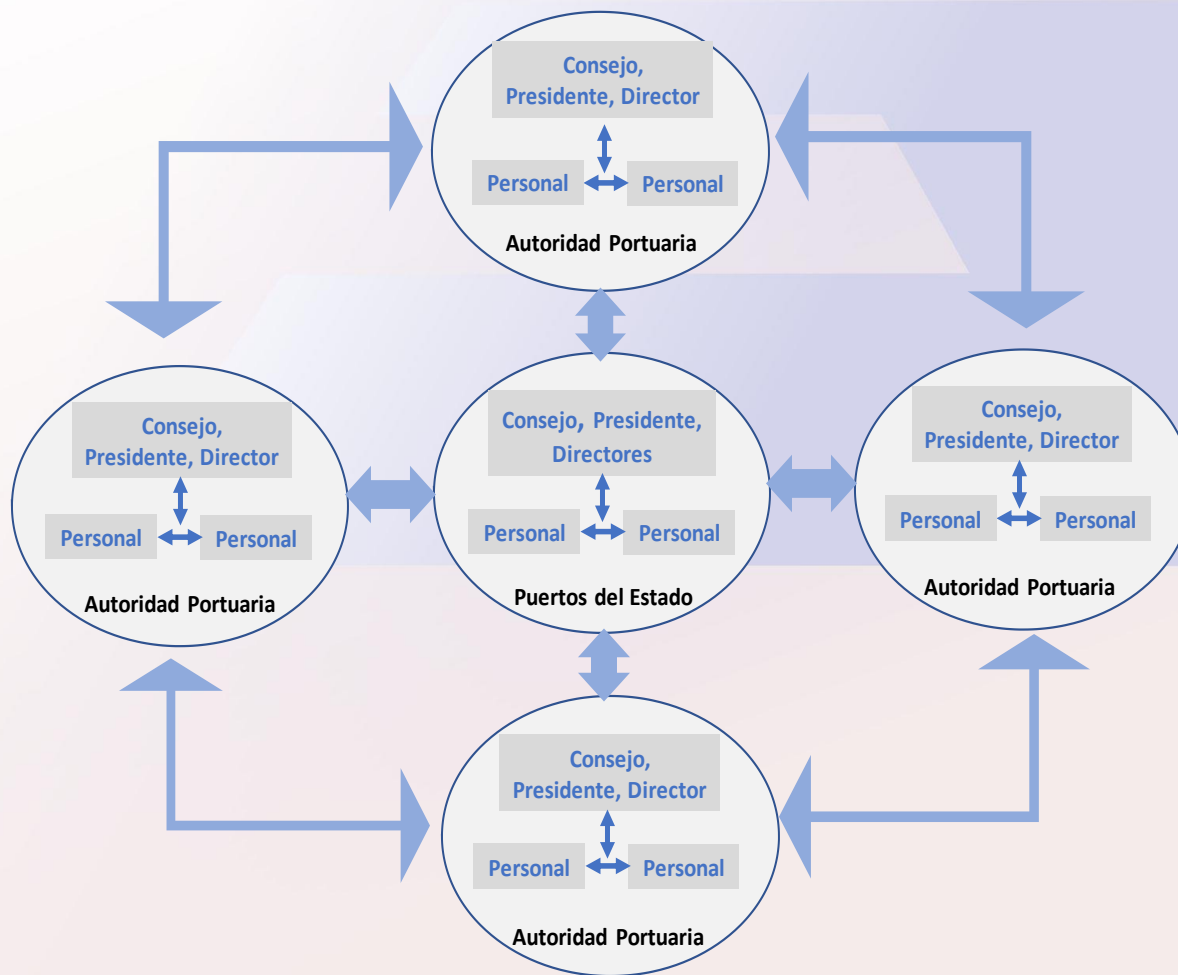 Consejo,
Presidente, Director
Personal
Personal
Autoridad Portuaria
Consejo,
Presidente, Director
Personal
Personal
Autoridad Portuaria
Consejo, Presidente,
Directores
Personal
Personal
Puertos del Estado
Consejo,
Presidente, Director
Personal
Personal
Autoridad Portuaria
Consejo,
Presidente, Director
Personal
Personal
Autoridad Portuaria